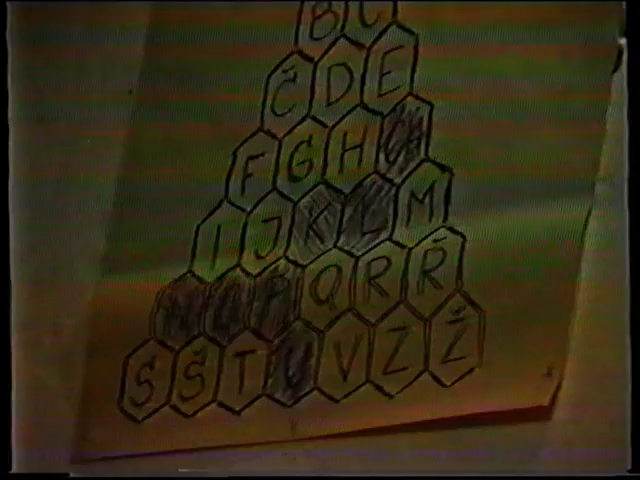 B C
Č D E
F G H CH
I J K L M
N O P Q R Ř
S Š T U V Z Ž